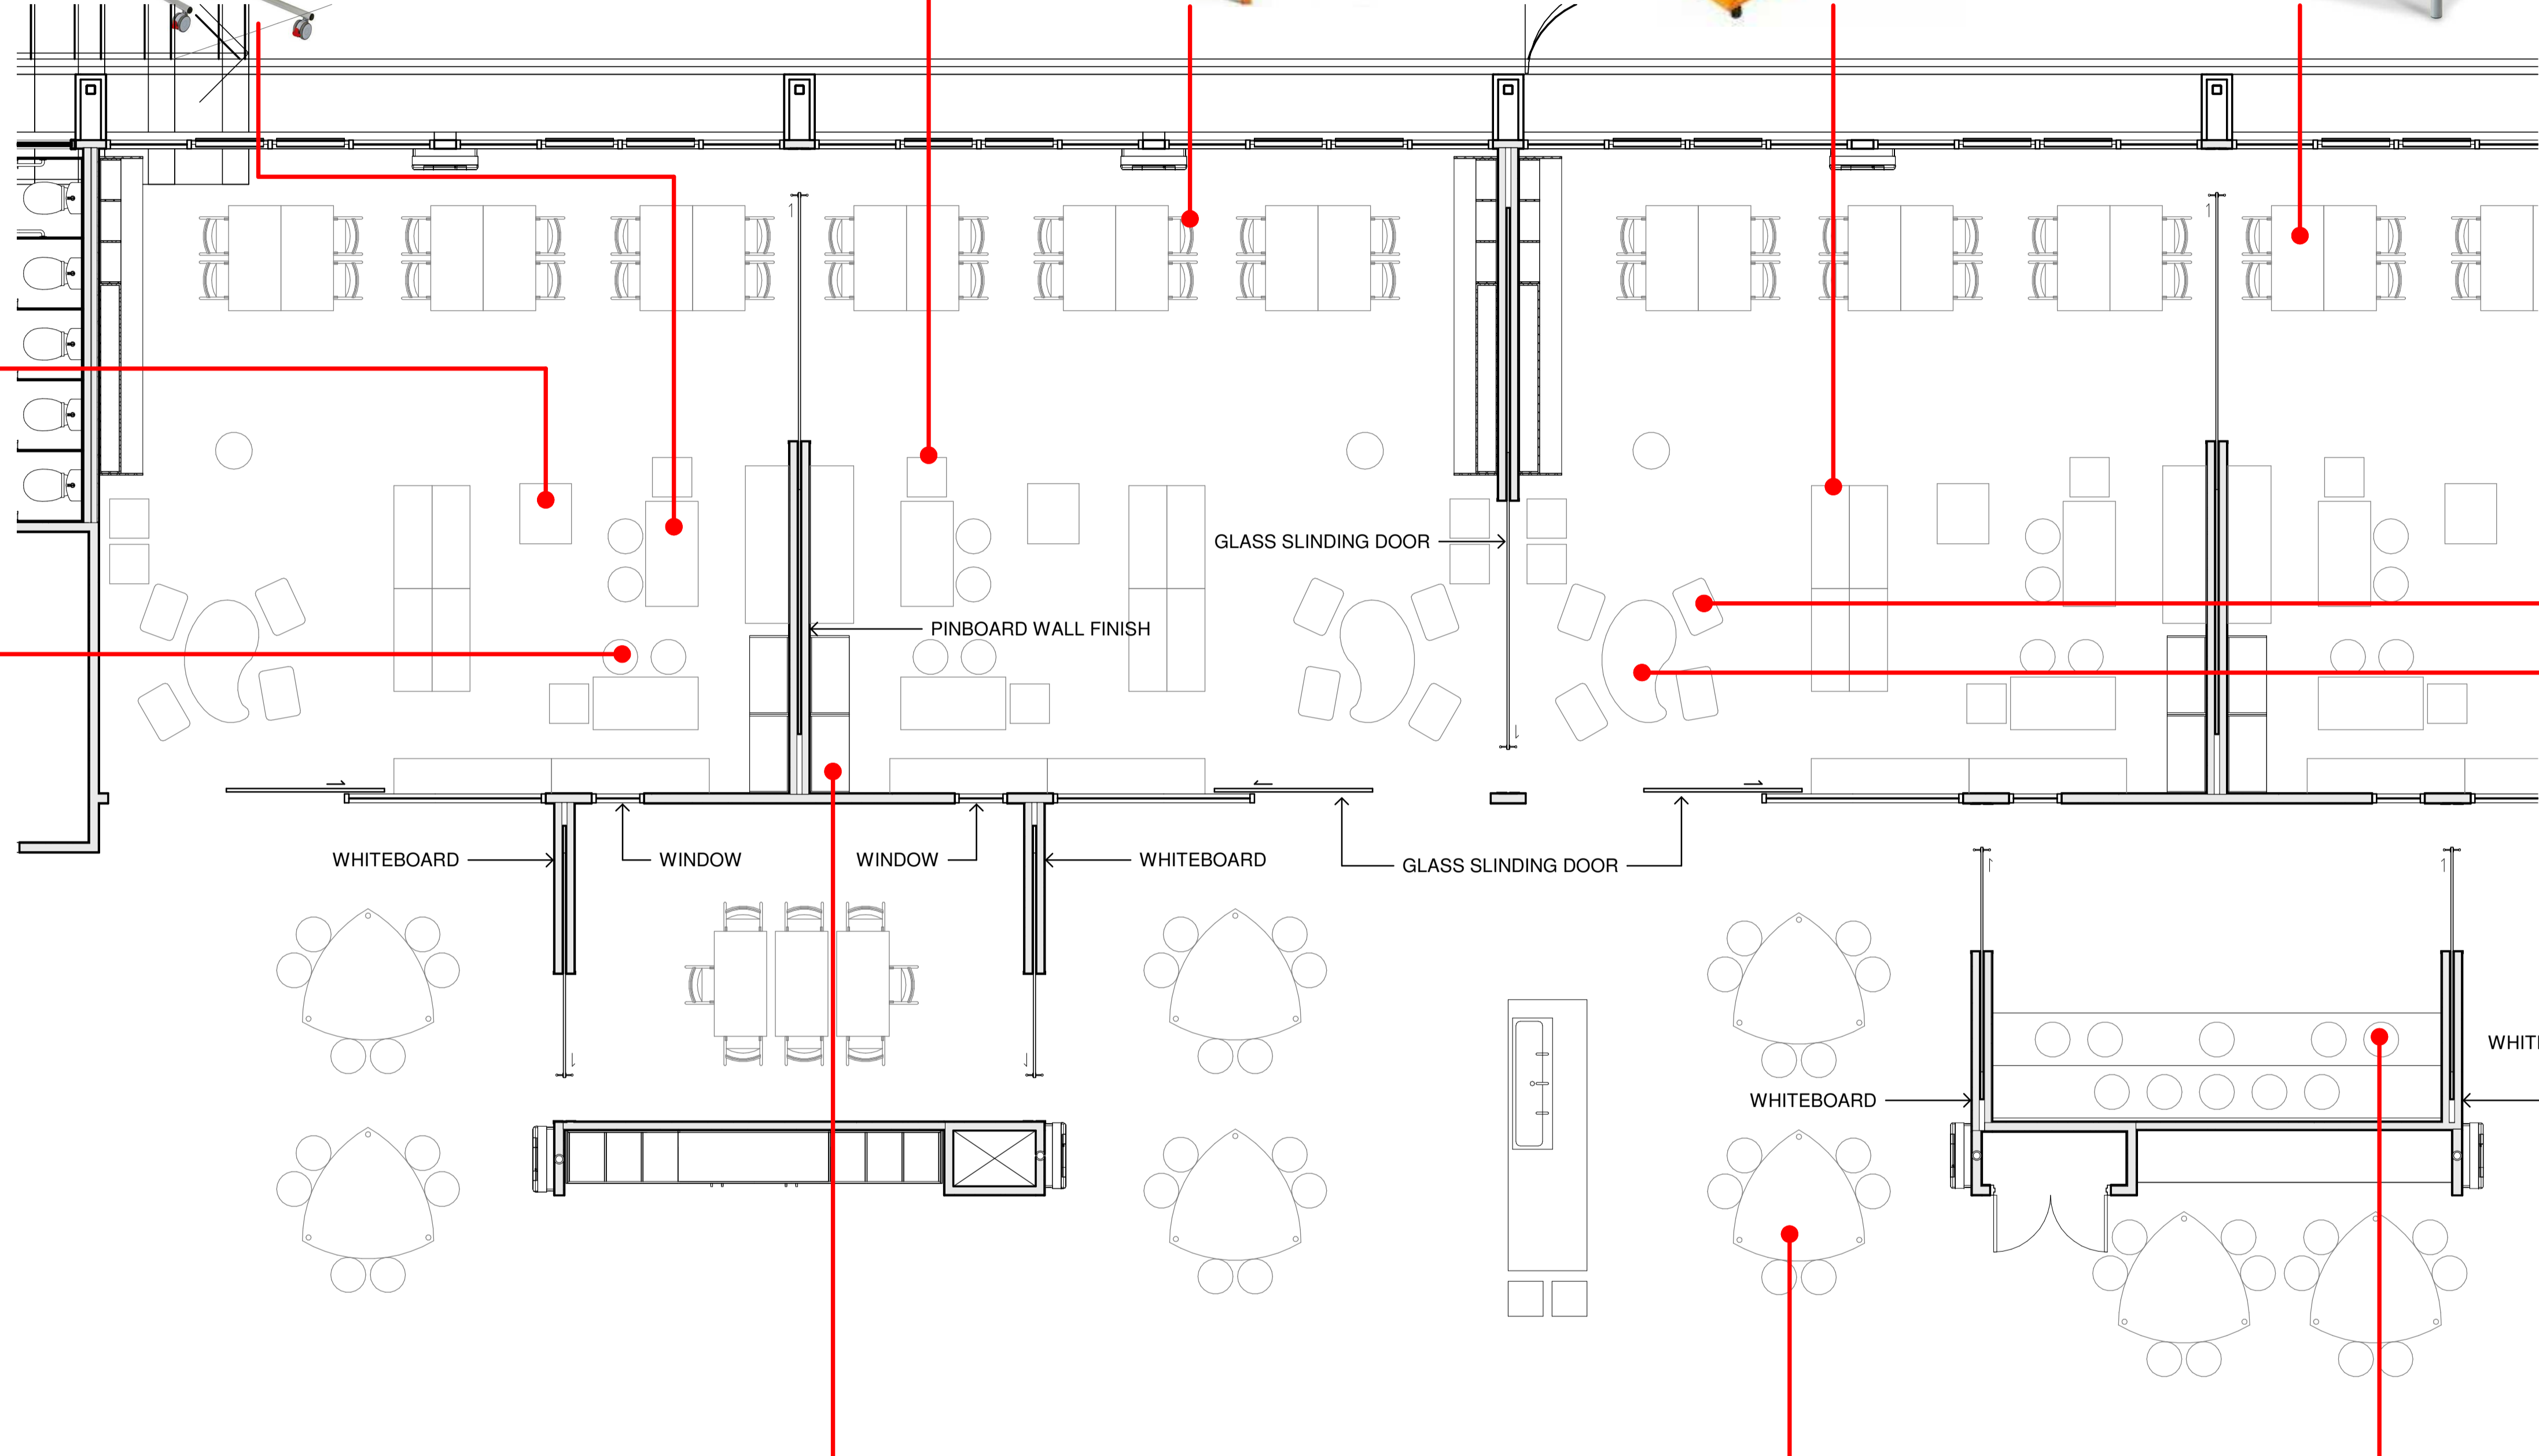 GLASS SLINDING DOOR
PINBOARD WALL FINISH
WHITEBOARD
WINDOW
WINDOW
WHITEBOARD
GLASS SLINDING DOOR
WHITEBOARD